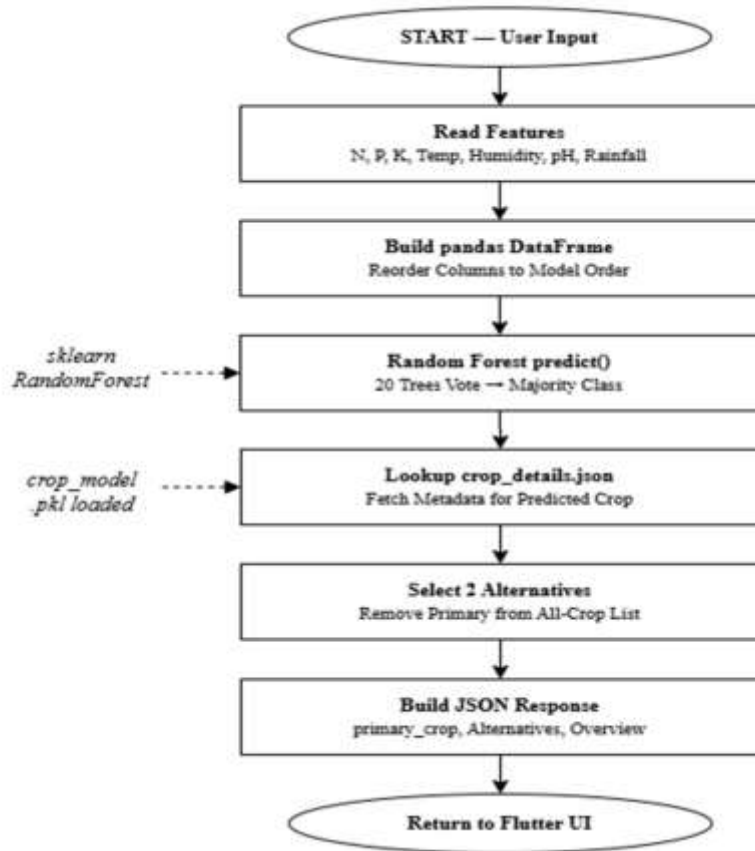 START — User Input
Read Features
N, P, K, Temp, Humidity, pH, Rainfall
Build pandas DataFrame
Reorder Columns to Model Order
sklearn
RandomForest
Random Forest predict()
20 Trees Vote → Majority Class
crop_model
.pkl loaded
Lookup crop_details.json
Fetch Metadata for Predicted Crop
Select 2 Alternatives
Remove Primary from All-Crop List
Build JSON Response
primary_crop, Alternatives, Overview
Return to Flutter UI